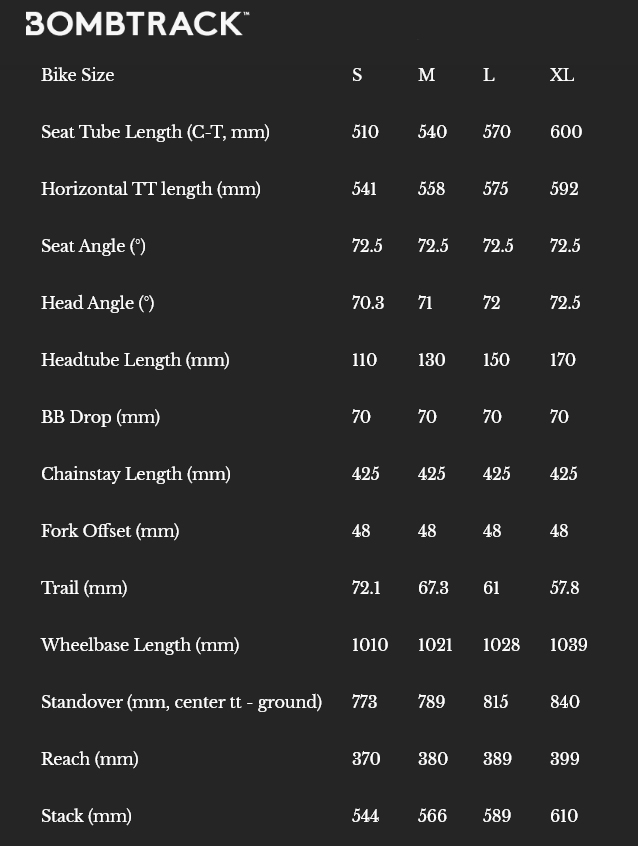 BOMBTRACK™
Bike Size S M L XL
Seat Tube Length (C-T, mm) 510 540 570 600
Horizontal TT length (mm) 541 558 575 592
Seat Angle (°) 72.5 72.5 72.5 72.5
Head Angle (°) 70.3 71 72 72.5
Headtube Length (mm) 110 130 150 170
BB Drop (mm) 70 70 70 70
Chainstay Length (mm) 425 425 425 425
Fork Offset (mm) 48 48 48 48
Trail (mm) 72.1 67.3 61 57.8
Wheelbase Length (mm) 1010 1021 1028 1039
Standover (mm, center tt - ground) 773 789 815 840
Reach (mm) 370 380 389 399
Stack (mm) 544 566 589 610